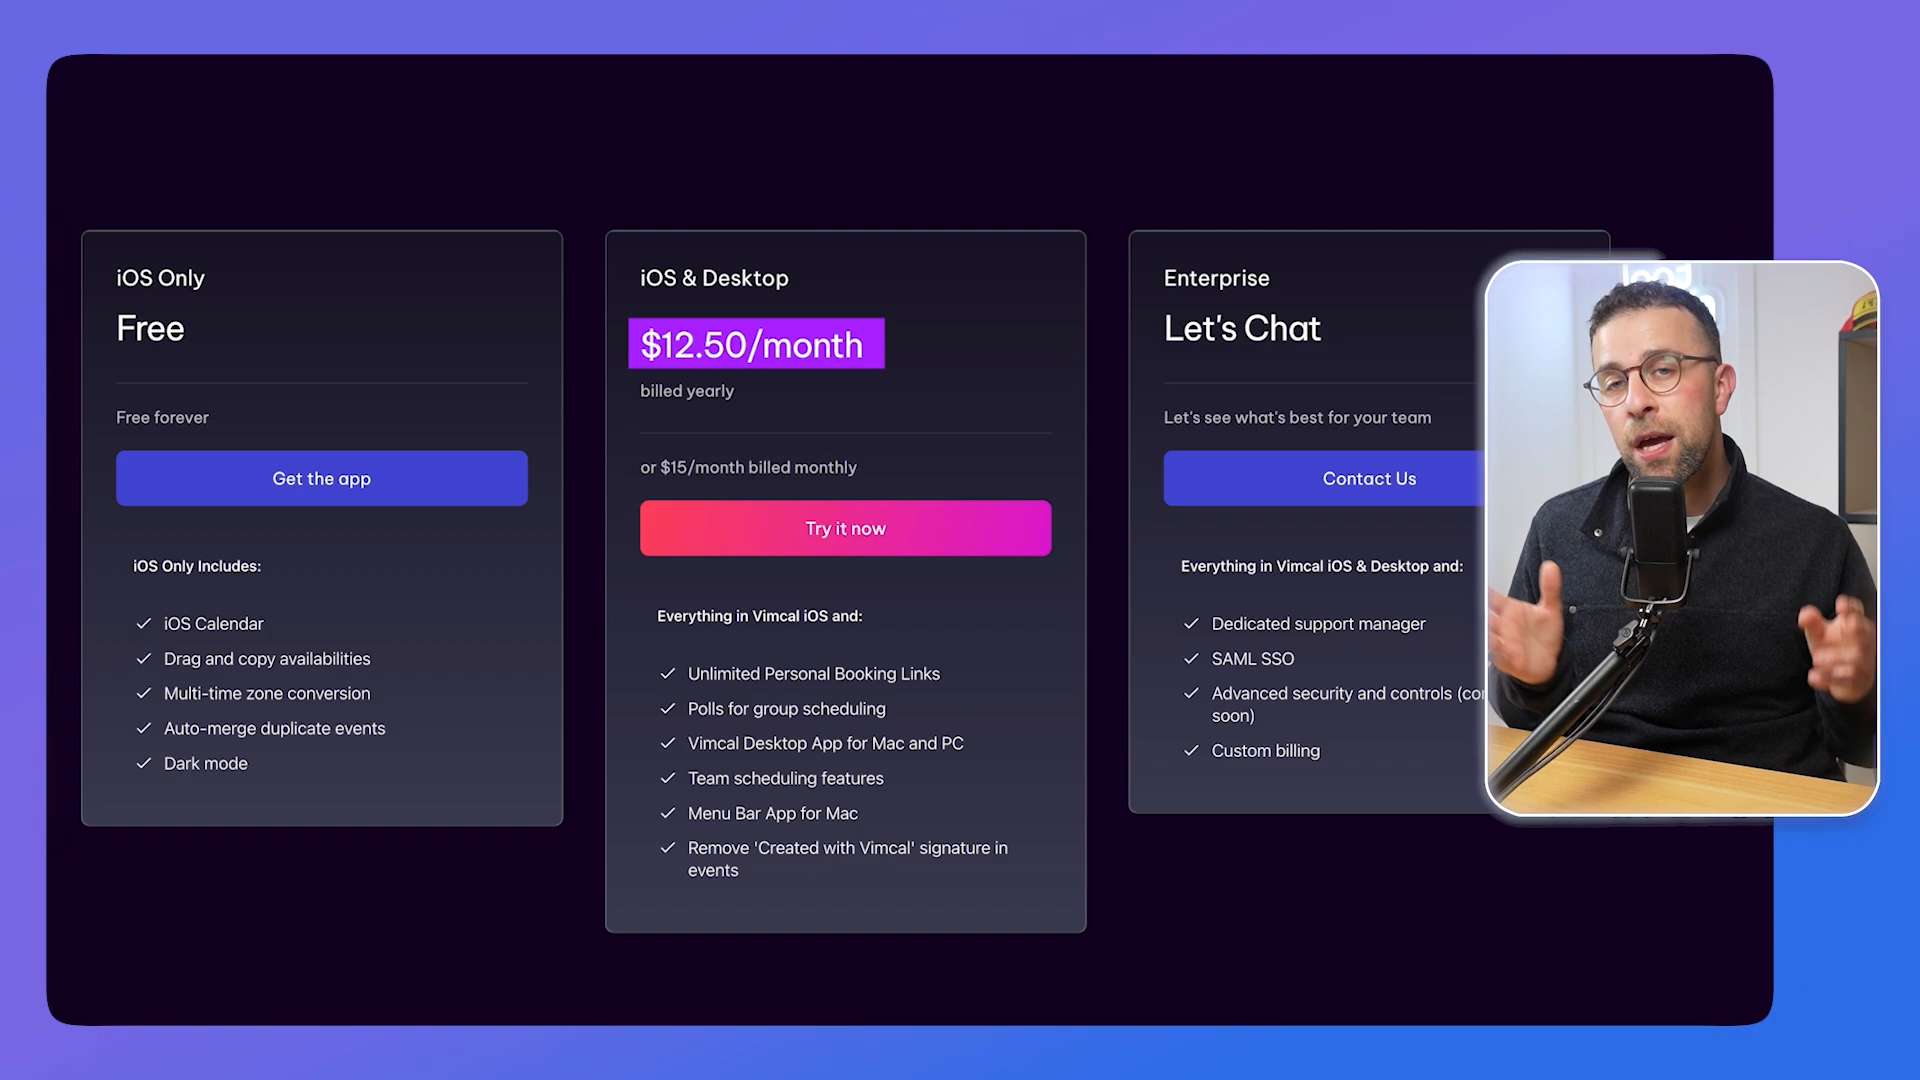 iOS Only
Free
Free forever
Get the app
iOS Only Includes:
iOS Calendar
Drag and copy availabilities
Multi-time zone conversion
Auto-merge duplicate events
Dark mode
iOS & Desktop
$12.50/month
billed yearly
or $15/month billed monthly
Try it now
Everything in Vimcal iOS and:
Unlimited Personal Booking Links
Polls for group scheduling
Vimcal Desktop App for Mac and PC
Team scheduling features
Menu Bar App for Mac
Remove 'Created with Vimcal' signature in
events
Enterprise
Let's Chat
Let's see what's best for your team
Contact Us
Everything in Vimcal iOS & Desktop and:
Dedicated support manager
SAML SSO
Advanced security and controls
soon)
Custom billing